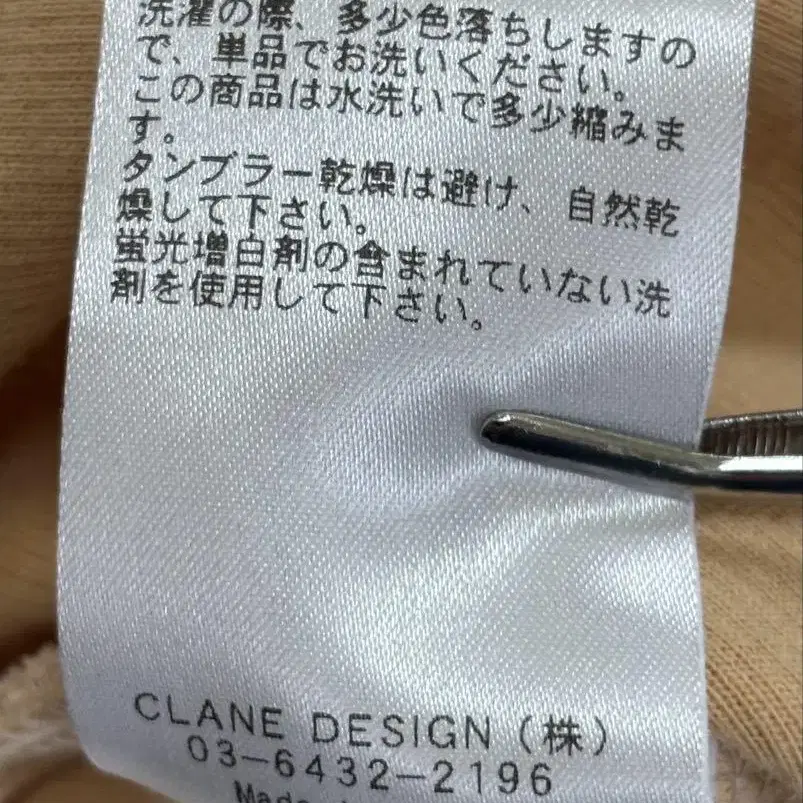 洗濯の際、多少色落ちしますの
で、単品でお洗いください。
この商品は水洗いで多少縮みま
す。
タンブラー乾燥は避け、自然乾
燥して下さい。
蛍光増白剤の含まれていない洗
剤を使用して下さい。
CLANE DESIGN (株)
03-6432-2196
Made